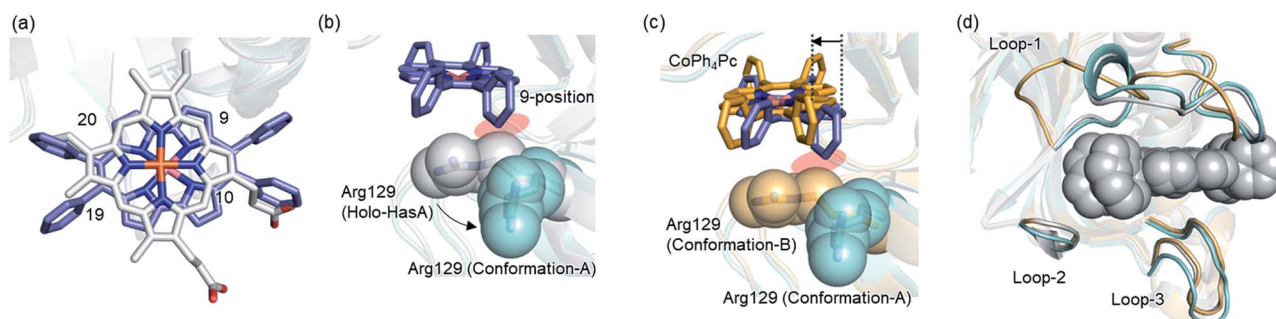 (a)
20
9
19
10
(b)
9-position
Arg129
(Holo-HasA)
Arg129 (Conformation-A)
(c)
CoPh4Pc
Arg129
(Conformation-B)
Arg129 (Conformation-A)
(d)
Loop-1
Loop-2
Loop-3